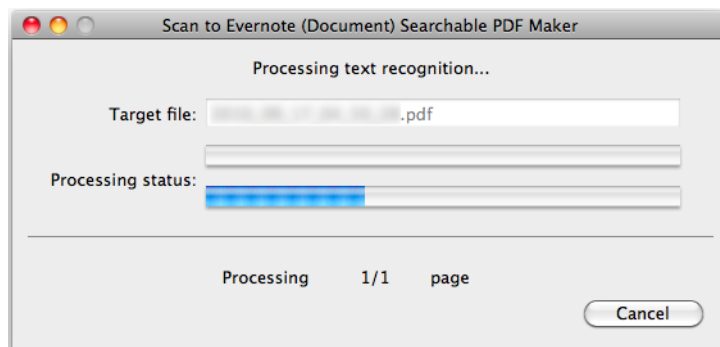 Scan to Evernote (Document) Searchable PDF Maker
Processing text recognition...
Target file: .pdf
Processing status:
Processing 1/1 page
Cancel